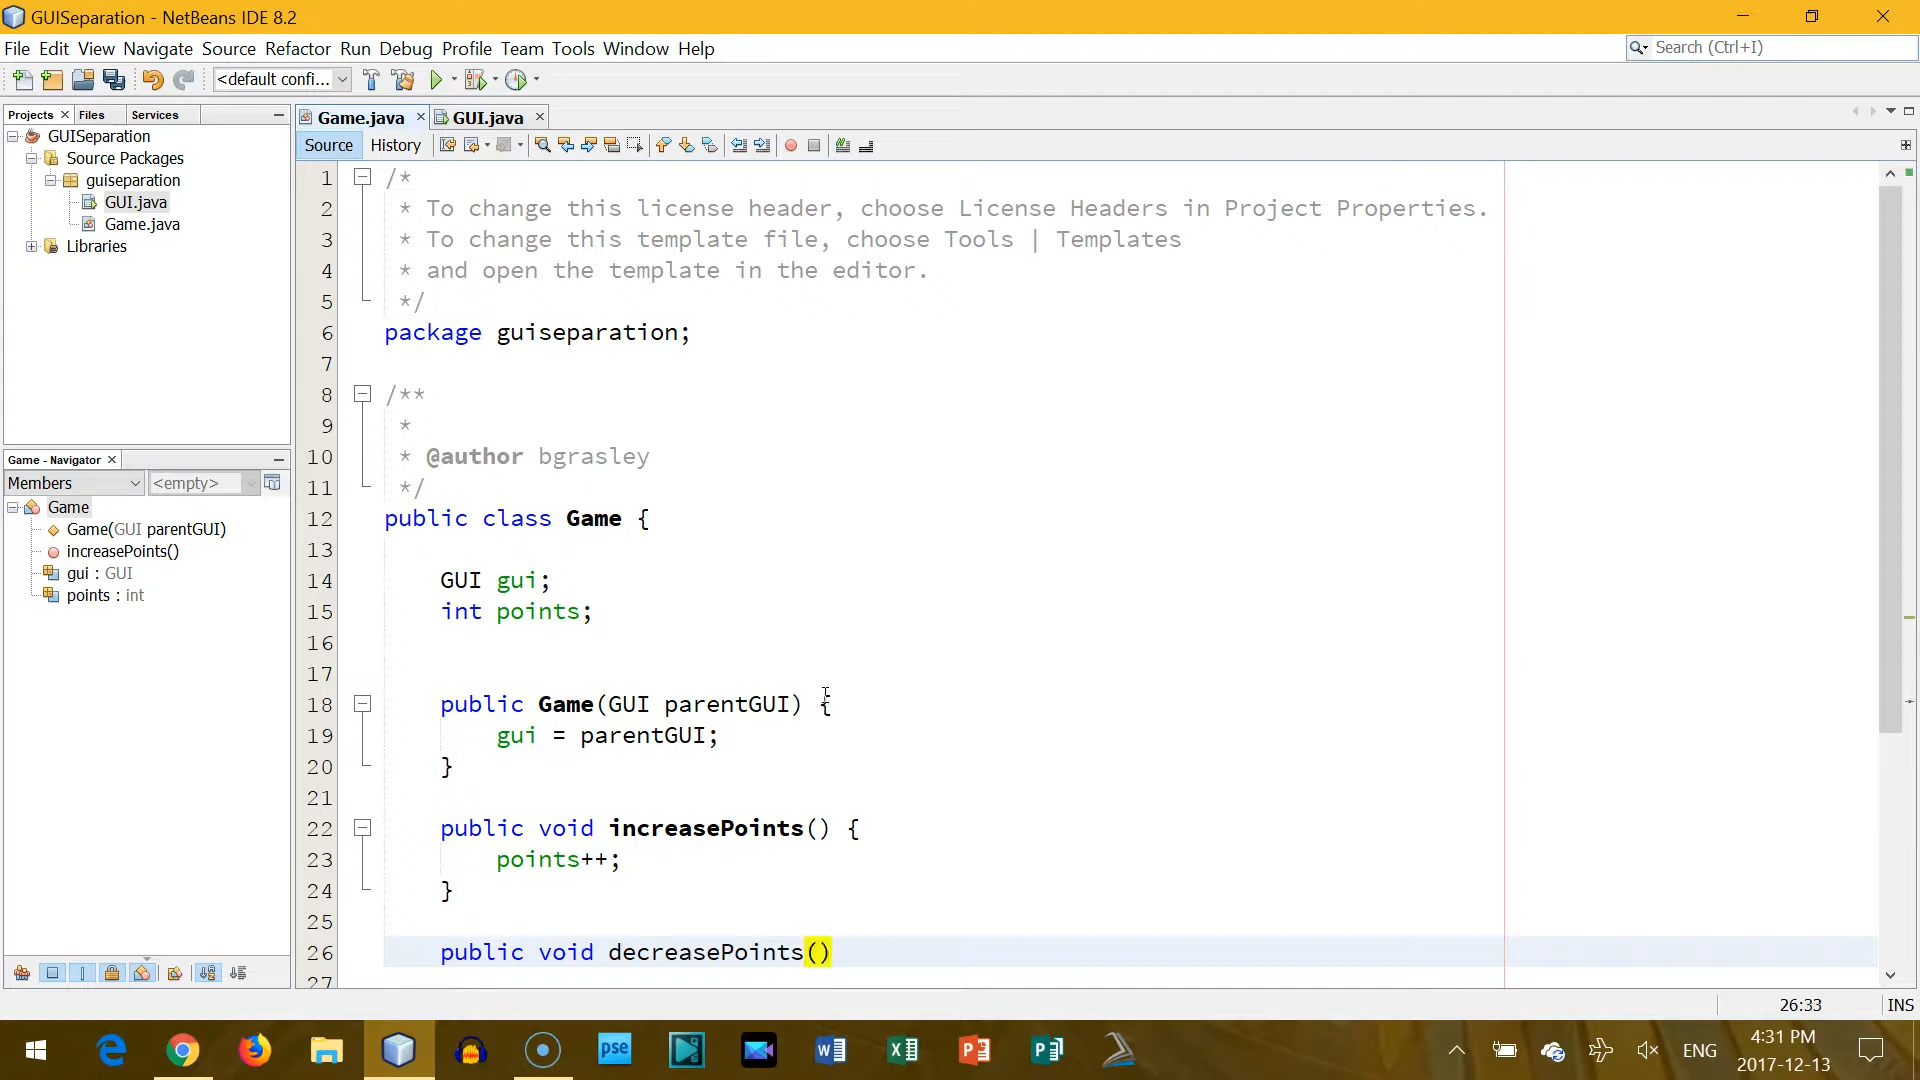 GUISeparation - NetBeans IDE 8.2
File Edit View Navigate Source Refactor Run Debug Profile Team Tools Window Help
Search (Ctrl+I)
<default confi...
Projects Files Services
GUISeparation
Source Packages
guiseparation
GUI.java
Game.java
Libraries
Game - Navigator
Members <empty>
Game
Game(GUI parentGUI)
increasePoints()
gui : GUI
points : int
Game.java GUI.java
Source History
1 /*
2 * To change this license header, choose License Headers in Project Properties.
3 * To change this template file, choose Tools | Templates
4 * and open the template in the editor.
5 */
6 package guiseparation;
7
8 /**
9 *
10 * @author bgrasley
11 */
12 public class Game {
13
14 GUI gui;
15 int points;
16
17
18 public Game(GUI parentGUI) {
19 gui = parentGUI;
20 }
21
22 public void increasePoints() {
23 points++;
24 }
25
26 public void decreasePoints()
27
26:33 INS
pse
ENG
4:31 PM
2017-12-13